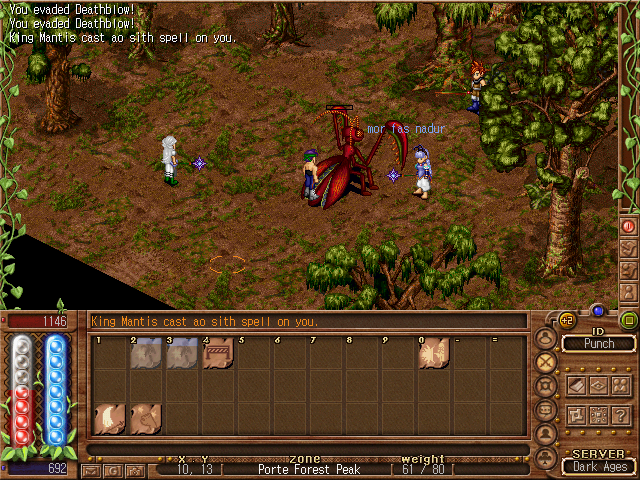 You evaded Deathblow!
You evaded Deathblow!
King Mantis cast ao sith spell on you.
mor fas nadur
1146
King Mantis cast ao sith spell on you.
+2
ID
Punch
1 2 3 4 5 6 7 8 9 0 - =
x y zone weight
692
G
10, 13 [ Porte Forest Peak [ 61 / 80 [
?
SERVER
Dark Ages